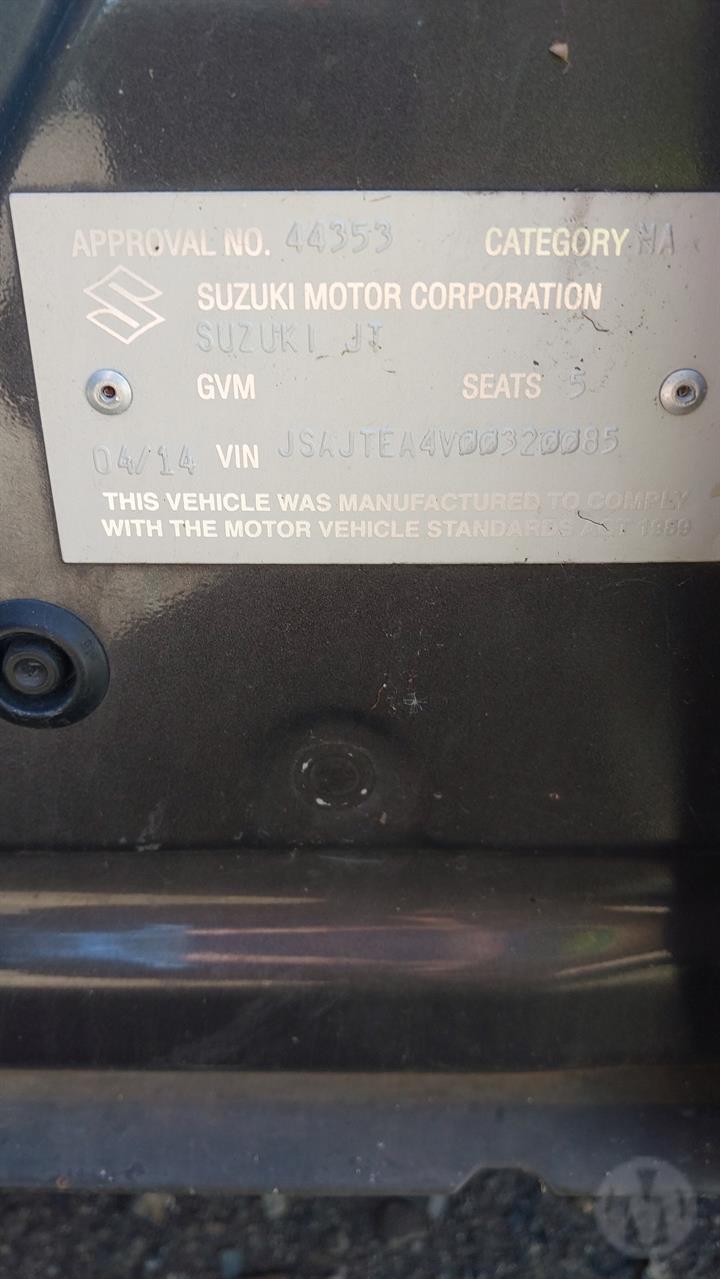 APPROVAL NO. 44353 CATEGORY MA
SUZUKI MOTOR CORPORATION
SUZUKI JT
GVM SEATS 5
04/14 VIN JSAJTEA4V00320085
THIS VEHICLE WAS MANUFACTURED TO COMPLY
WITH THE MOTOR VEHICLE STANDARDS ACT 1989